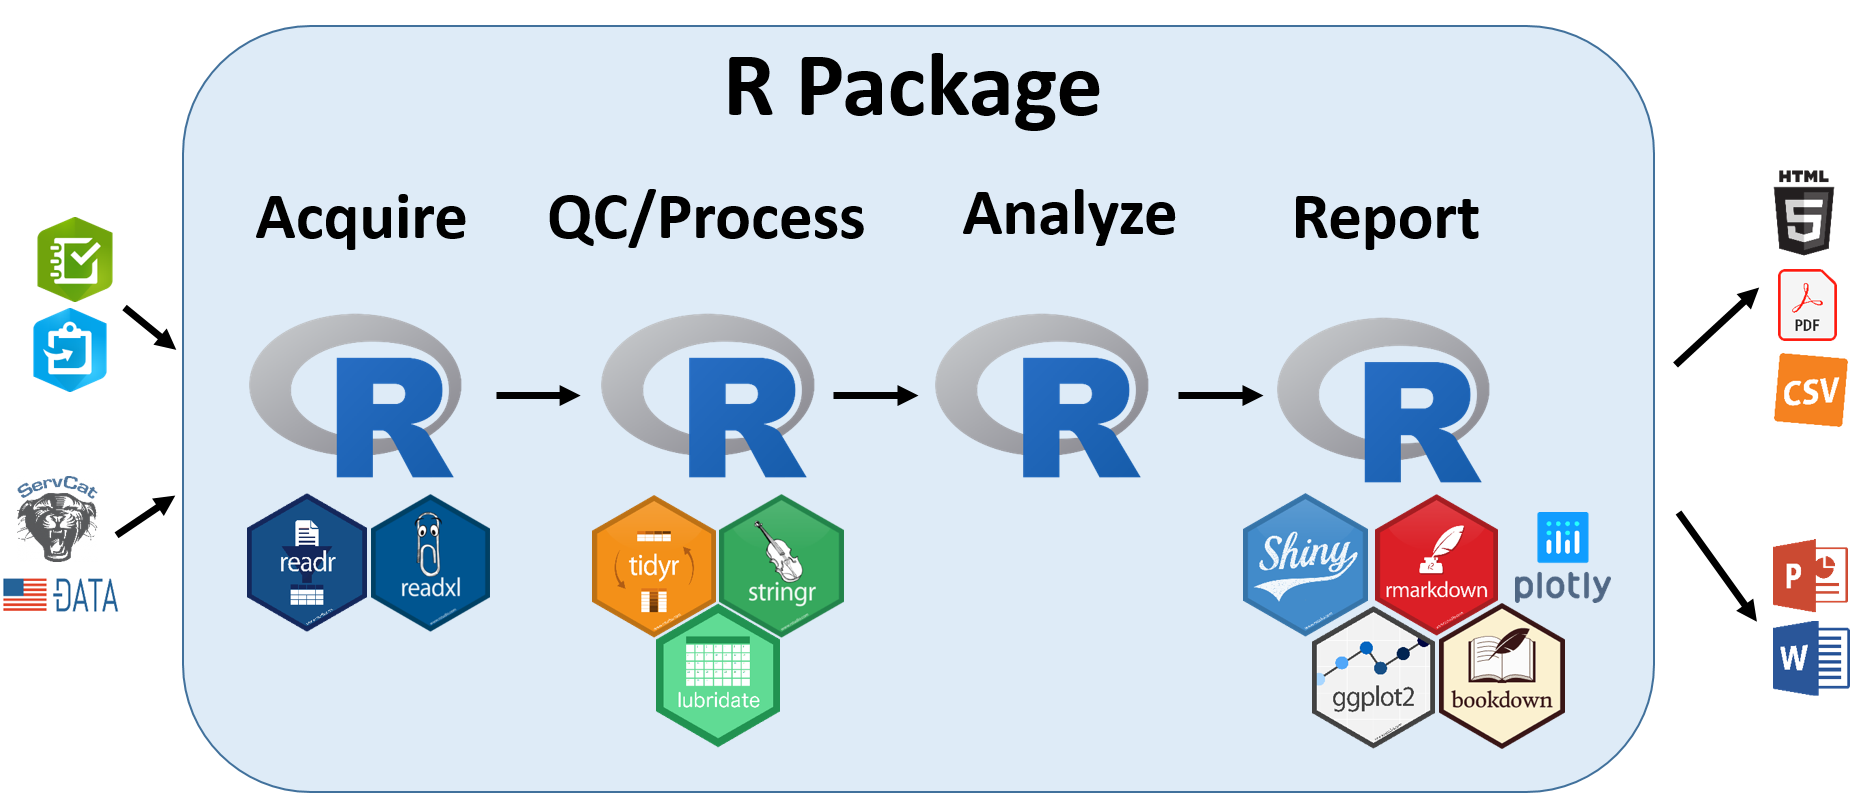 R Package
Acquire
QC/Process
Analyze
Report
ServCat
DATA
R
R
R
R
readr
readxl
tidyr
stringr
lubridate
Shiny
rmarkdown
plotly
ggplot2
bookdown
HTML
5
PDF
CSV
P
W